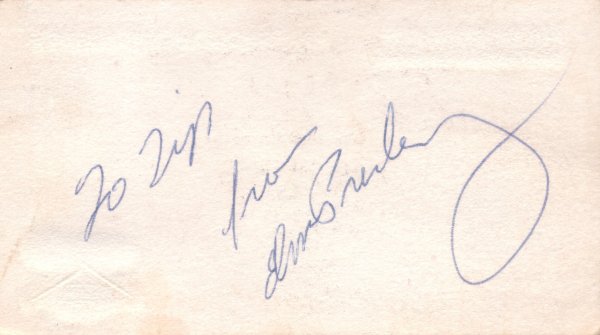 To Zip
from
Elvis Presley